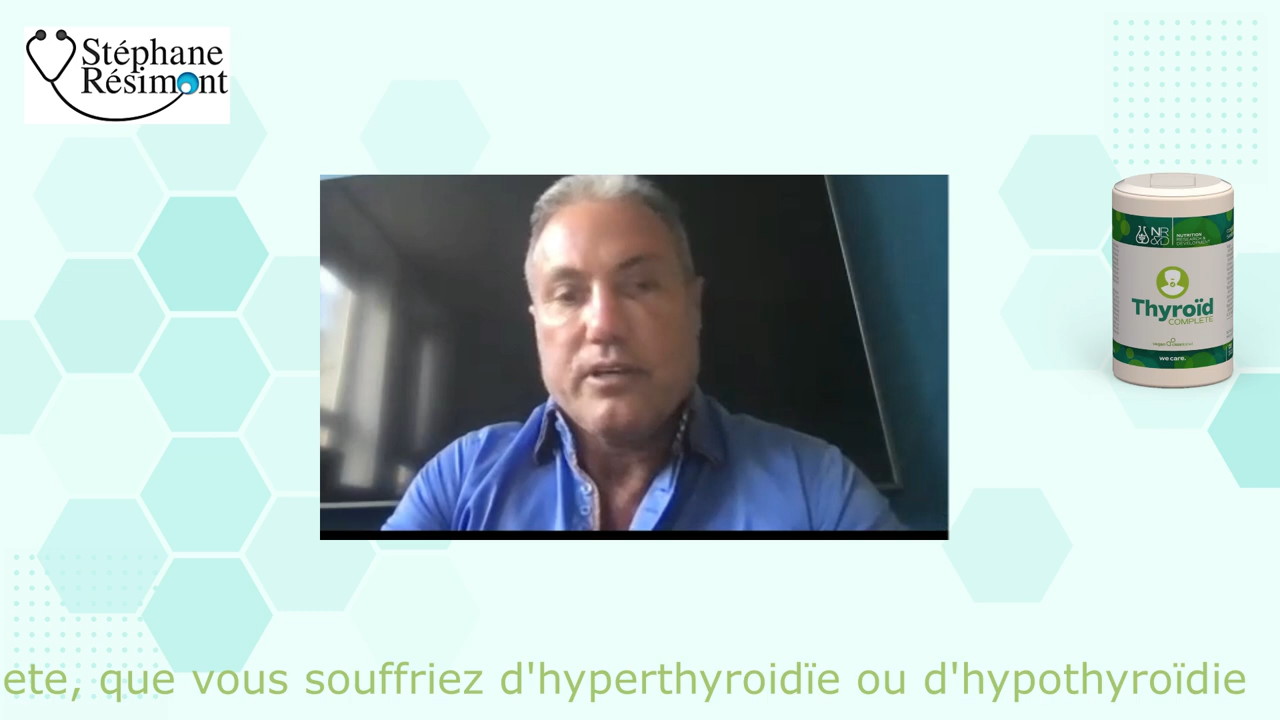 Stéphane
Résimont
NR
&D
NUTRITION
RESEARCH &
DEVELOPMENT
Thyroïd
COMPLETE
we care.
ete, que vous souffriez d'hyperthyroidïe ou d'hypothyroïdie